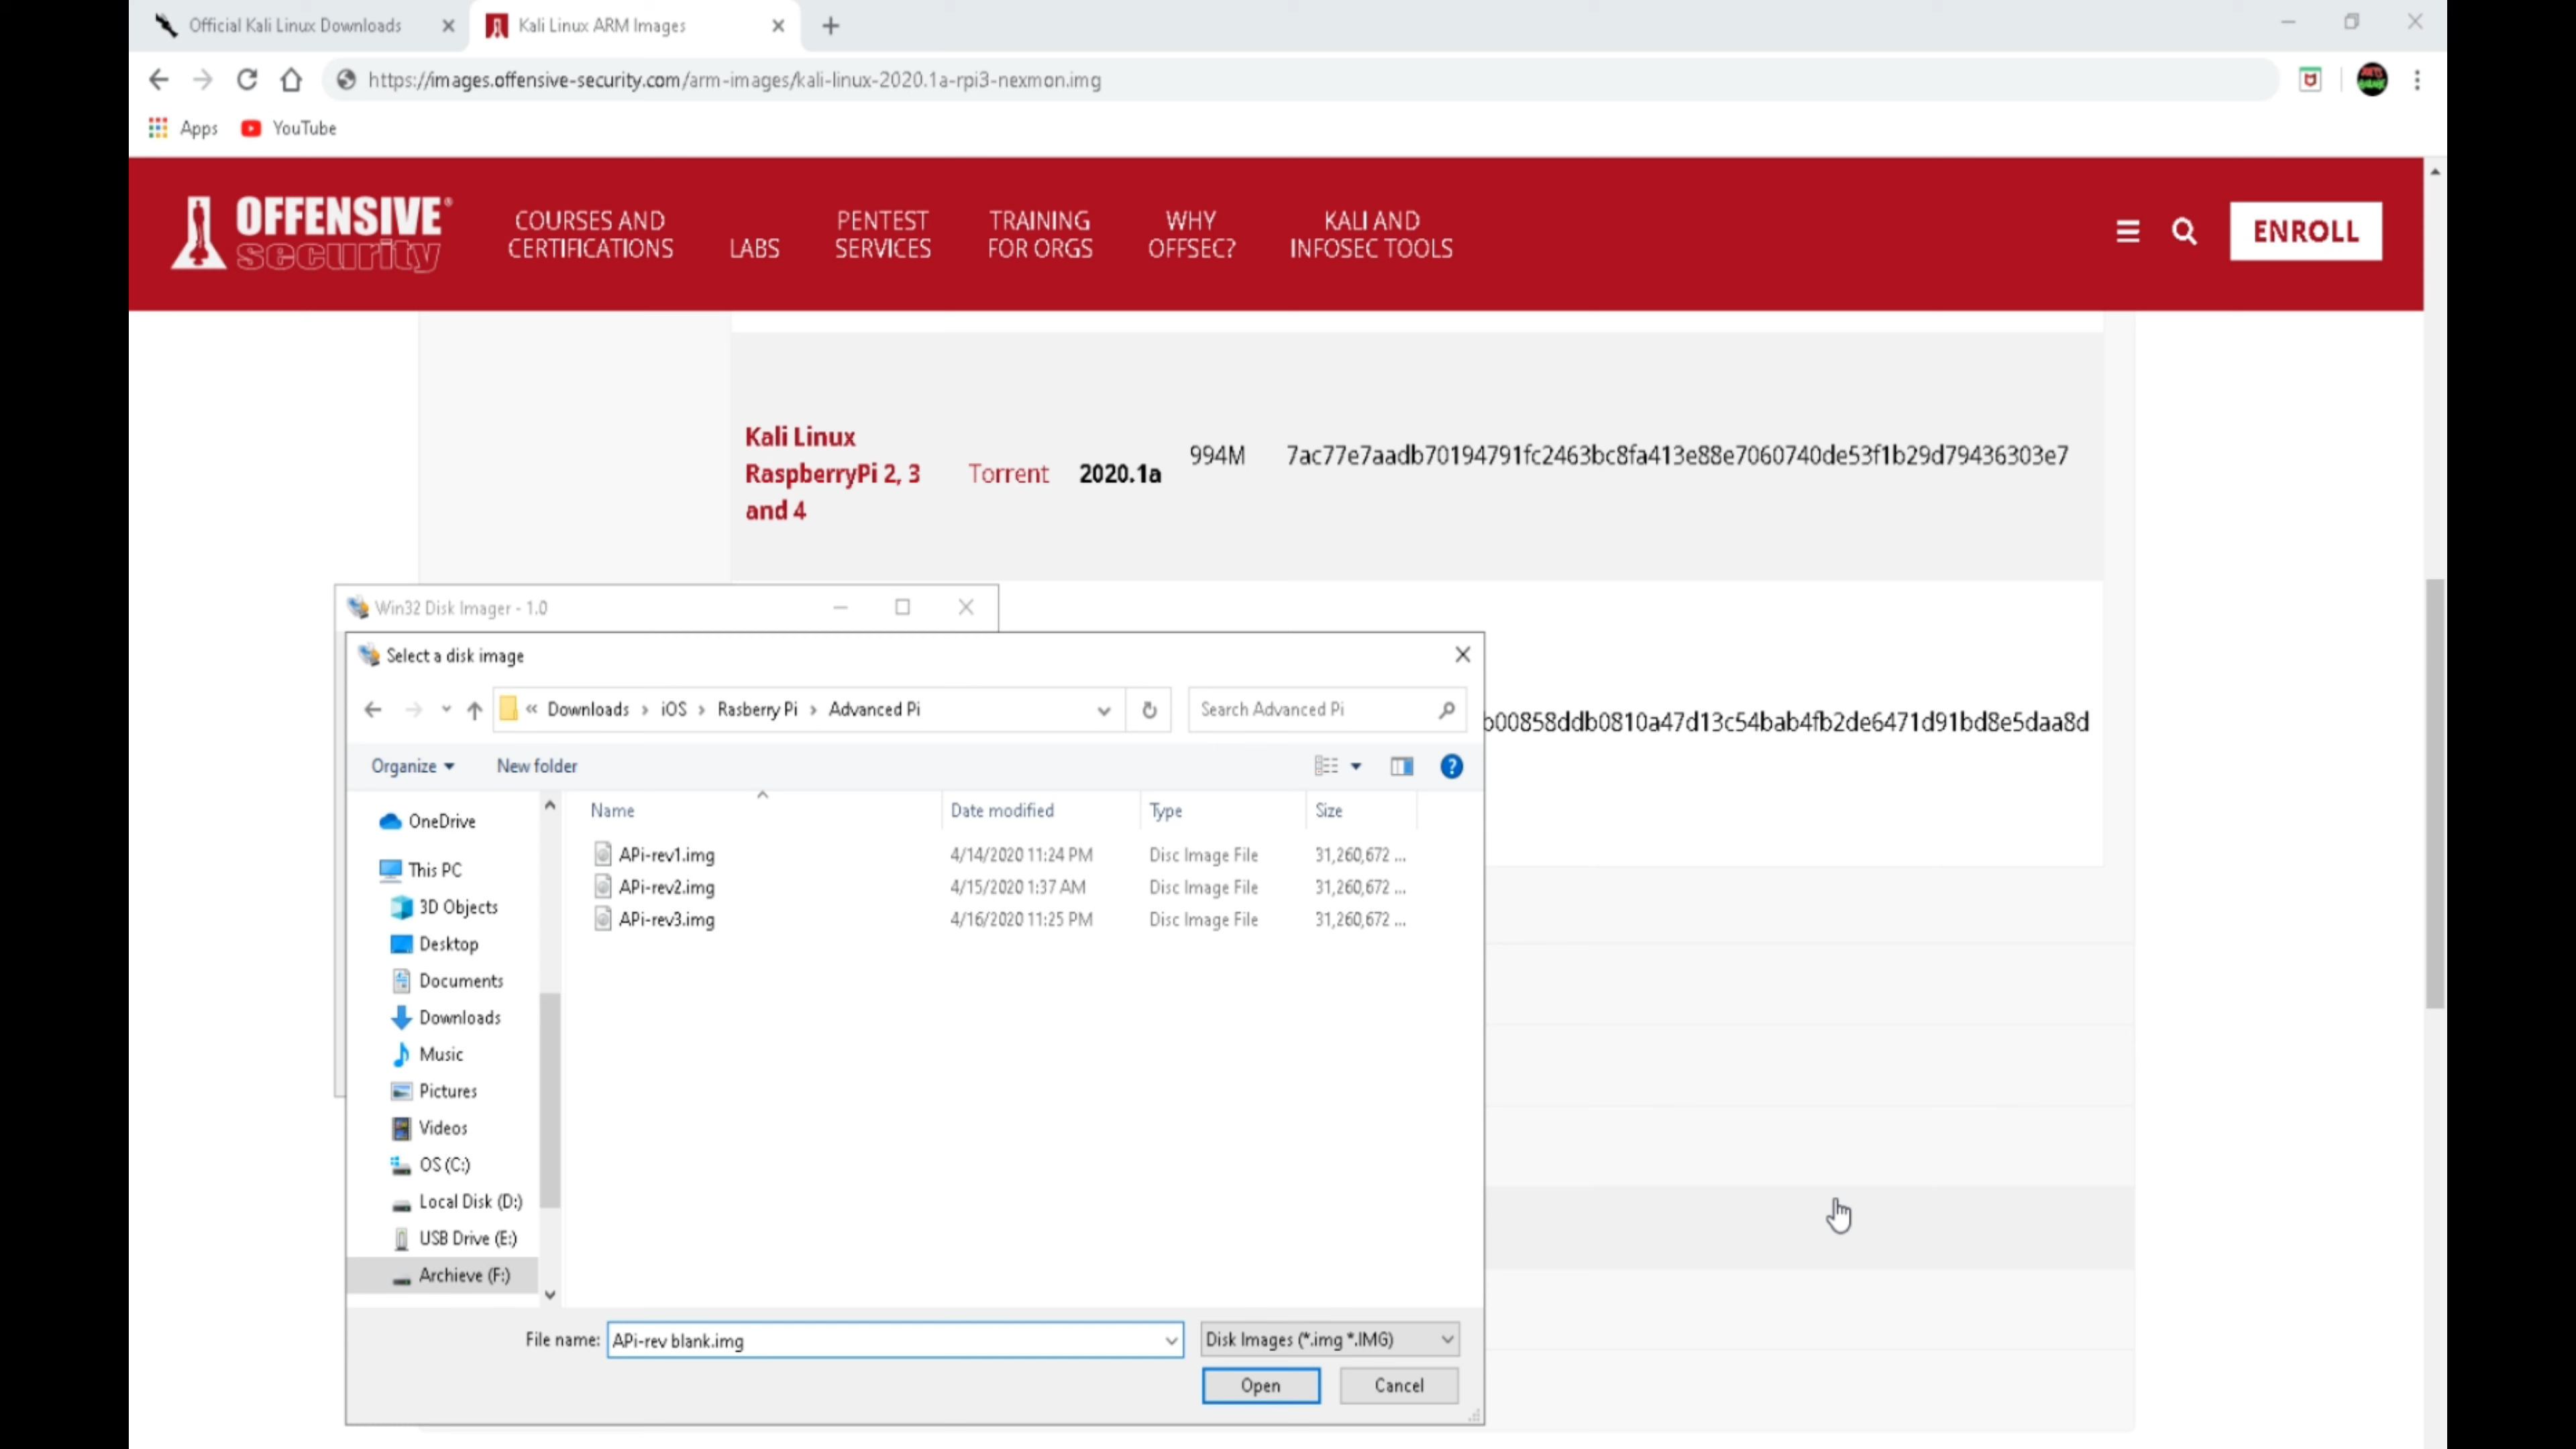 Official Kali Linux Downloads
Kali Linux ARM Images
https://images.offensive-security.com/arm-images/kali-linux-2020.1a-rpi3-nexmon.img
Apps
YouTube
OFFENSIVE®
security
COURSES AND
CERTIFICATIONS
LABS
PENTEST
SERVICES
TRAINING
FOR ORGS
WHY
OFFSEC?
KALI AND
INFOSEC TOOLS
ENROLL
Kali Linux
RaspberryPi 2, 3
and 4
Torrent
2020.1a
994M
7ac77e7aadb70194791fc2463bc8fa413e88e7060740de53f1b29d79436303e7
b00858ddb0810a47d13c54bab4fb2de6471d91bd8e5daa8d
Win32 Disk Imager - 1.0
Select a disk image
« Downloads › iOS › Rasberry Pi › Advanced Pi
Search Advanced Pi
Organize
New folder
?
OneDrive
This PC
3D Objects
Desktop
Documents
Downloads
Music
Pictures
Videos
OS (C:)
Local Disk (D:)
USB Drive (E:)
Archieve (F:)
Name Date modified Type Size
APi-rev1.img 4/14/2020 11:24 PM Disc Image File 31,260,672 ...
APi-rev2.img 4/15/2020 1:37 AM Disc Image File 31,260,672 ...
APi-rev3.img 4/16/2020 11:25 PM Disc Image File 31,260,672 ...
File name: APi-rev blank.img
Disk Images (*.img *.IMG)
Open
Cancel